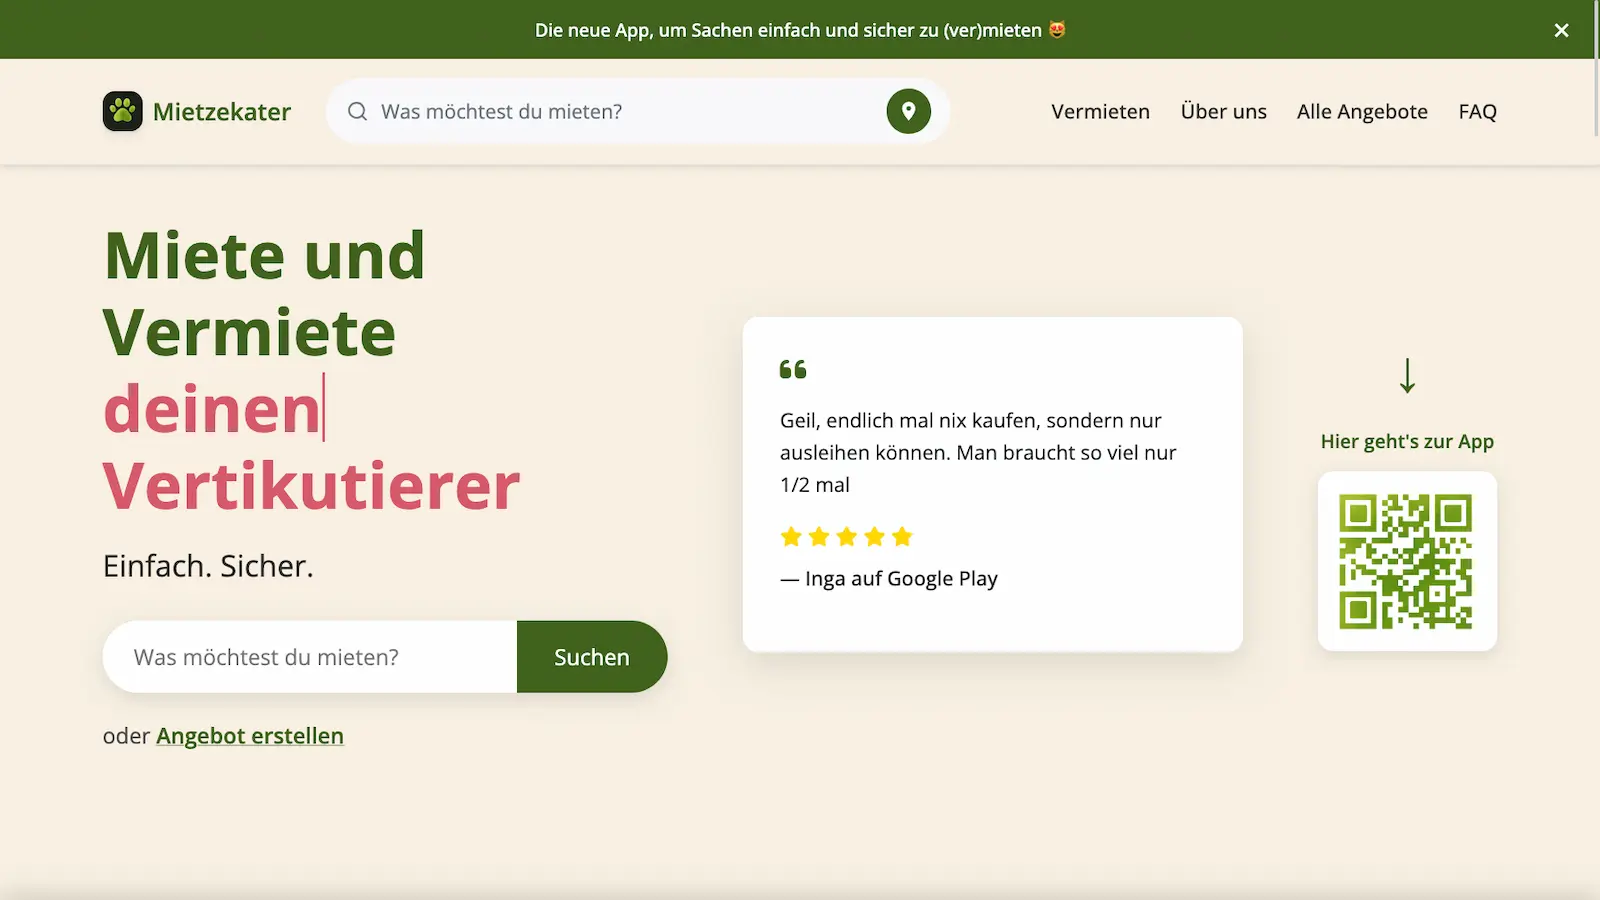 Die neue App, um Sachen einfach und sicher zu (ver)mieten 😻
Mietzekater
Was möchtest du mieten?
Vermieten
Über uns
Alle Angebote
FAQ
Miete und
Vermiete
deinen
Vertikutierer
Einfach. Sicher.
Was möchtest du mieten?
Suchen
oder Angebot erstellen
Geil, endlich mal nix kaufen, sondern nur
ausleihen können. Man braucht so viel nur
1/2 mal
— Inga auf Google Play
Hier geht's zur App